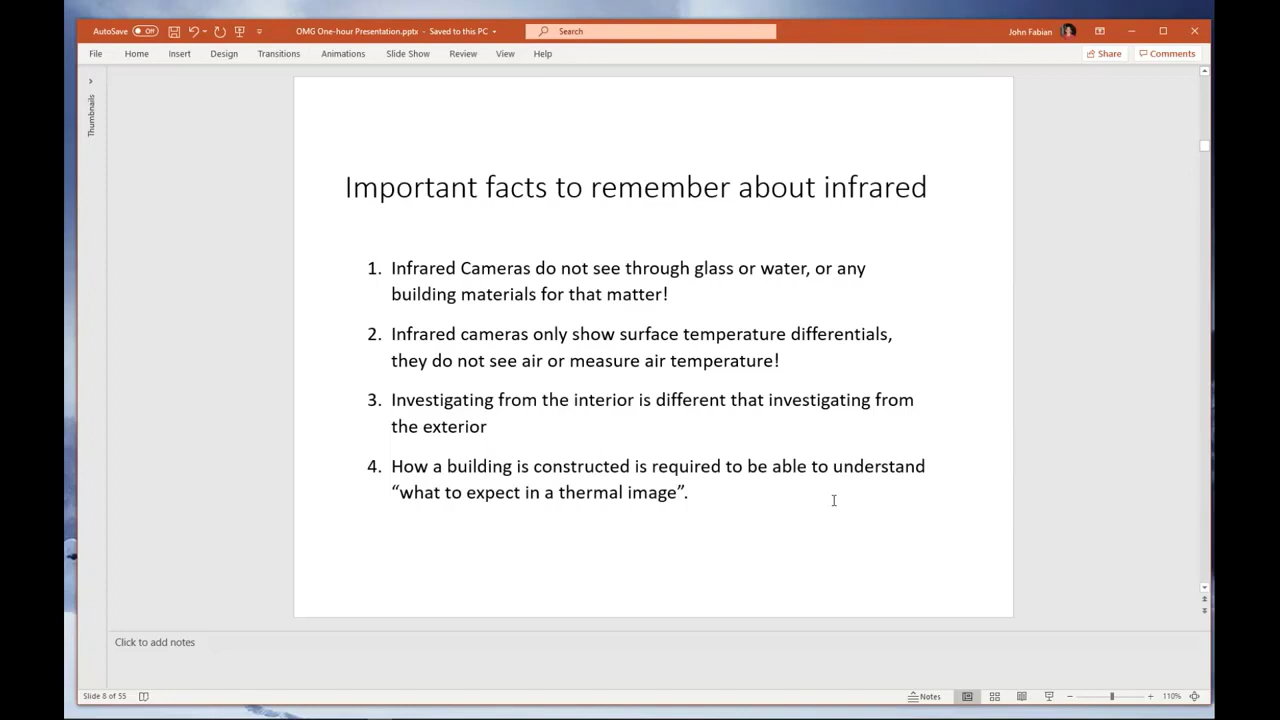 AutoSave Off OMG One-hour Presentation.pptx - Saved to this PC Search John Fabian
File Home Insert Design Transitions Animations Slide Show Review View Help Share Comments
Thumbnails
Important facts to remember about infrared
1. Infrared Cameras do not see through glass or water, or any
building materials for that matter!
2. Infrared cameras only show surface temperature differentials,
they do not see air or measure air temperature!
3. Investigating from the interior is different that investigating from
the exterior
4. How a building is constructed is required to be able to understand
“what to expect in a thermal image”.
Click to add notes
Slide 8 of 55 Notes 110%